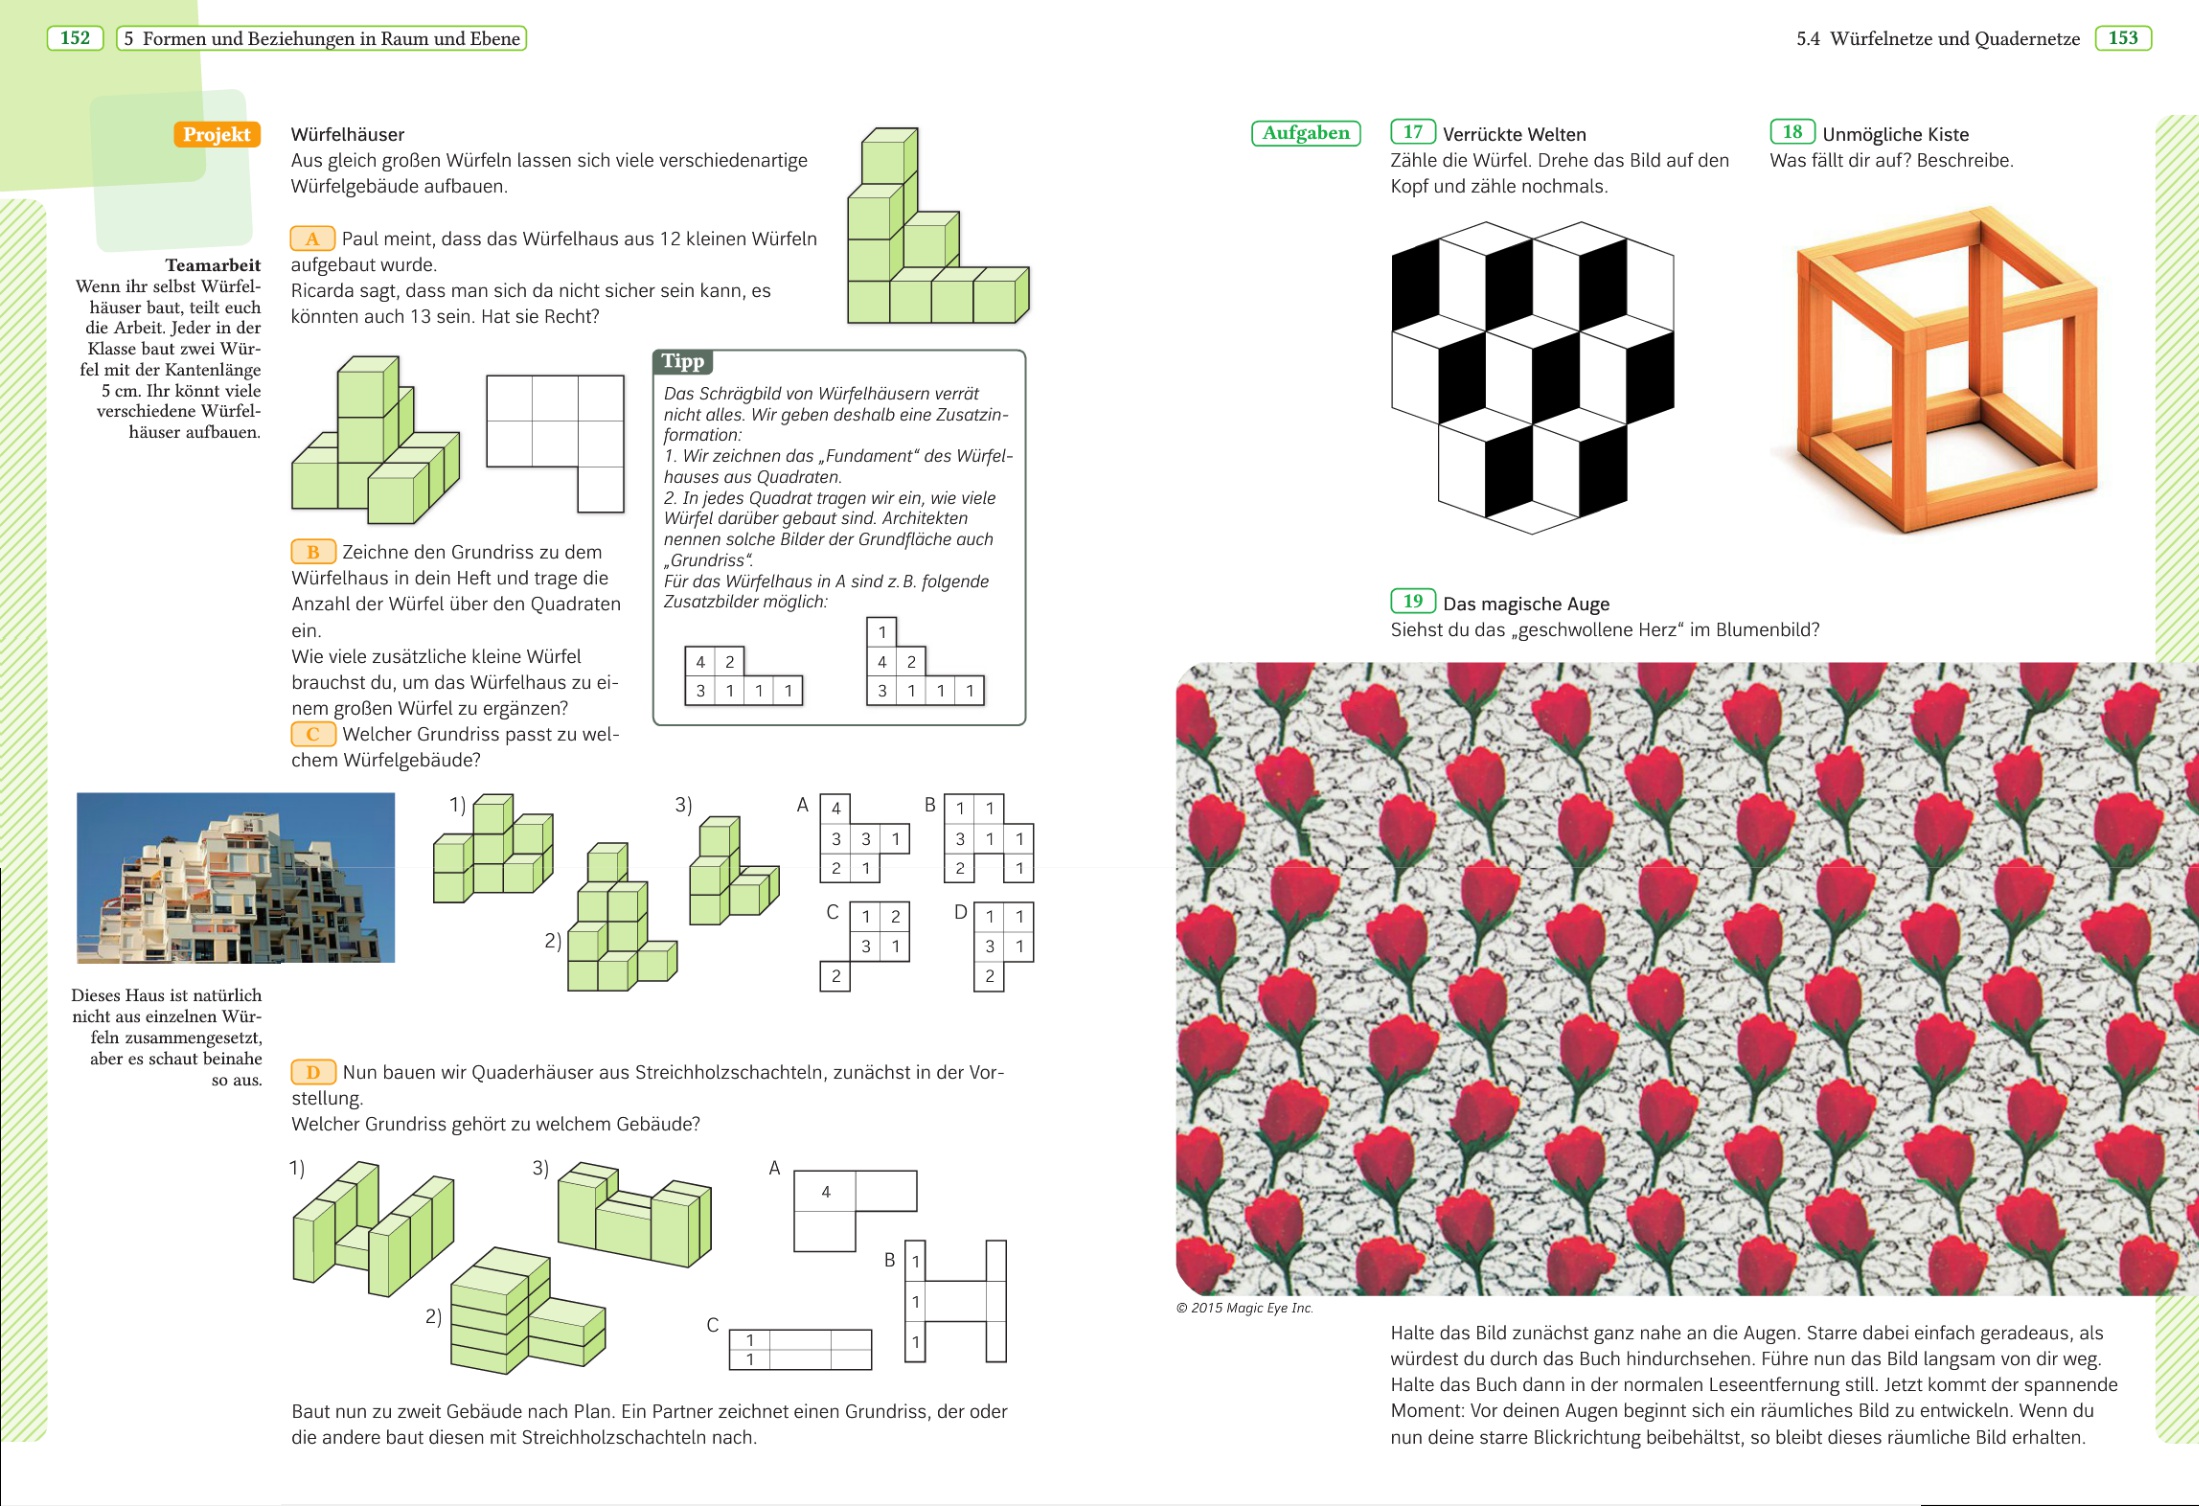 152
5 Formen und Beziehungen in Raum und Ebene
Projekt
Würfelhäuser
Aus gleich großen Würfeln lassen sich viele verschiedenartige
Würfelgebäude aufbauen.
A Paul meint, dass das Würfelhaus aus 12 kleinen Würfeln
aufgebaut wurde.
Ricarda sagt, dass man sich da nicht sicher sein kann, es
könnten auch 13 sein. Hat sie Recht?
Teamarbeit
Wenn ihr selbst Würfel-
häuser baut, teilt euch
die Arbeit. Jeder in der
Klasse baut zwei Wür-
fel mit der Kantenlänge
5 cm. Ihr könnt viele
verschiedene Würfel-
häuser aufbauen.
Tipp
Das Schrägbild von Würfelhäusern verrät
nicht alles. Wir geben deshalb eine Zusatzin-
formation:
1. Wir zeichnen das „Fundament“ des Würfel-
hauses aus Quadraten.
2. In jedes Quadrat tragen wir ein, wie viele
Würfel darüber gebaut sind. Architekten
nennen solche Bilder der Grundfläche auch
„Grundriss“.
Für das Würfelhaus in A sind z. B. folgende
Zusatzbilder möglich:
4 2
3 1 1 1
1
4 2
3 1 1 1
B Zeichne den Grundriss zu dem
Würfelhaus in dein Heft und trage die
Anzahl der Würfel über den Quadraten
ein.
Wie viele zusätzliche kleine Würfel
brauchst du, um das Würfelhaus zu ei-
nem großen Würfel zu ergänzen?
C Welcher Grundriss passt zu wel-
chem Würfelgebäude?
1)
2)
3)
A
4
3 3 1
2 1
B
1 1
3 1 1
2 1
C
1 2
3 1
2
D
1 1
3 1
2
Dieses Haus ist natürlich
nicht aus einzelnen Wür-
feln zusammengesetzt,
aber es schaut beinahe
so aus.
D Nun bauen wir Quaderhäuser aus Streichholzschachteln, zunächst in der Vor-
stellung.
Welcher Grundriss gehört zu welchem Gebäude?
1)
2)
3)
A
4
B
1
1
1
C
1
1
Baut nun zu zweit Gebäude nach Plan. Ein Partner zeichnet einen Grundriss, der oder
die andere baut diesen mit Streichholzschachteln nach.
5.4 Würfelnetze und Quadernetze
153
Aufgaben
17 Verrückte Welten
Zähle die Würfel. Drehe das Bild auf den
Kopf und zähle nochmals.
18 Unmögliche Kiste
Was fällt dir auf? Beschreibe.
19 Das magische Auge
Siehst du das „geschwollene Herz“ im Blumenbild?
© 2015 Magic Eye Inc.
Halte das Bild zunächst ganz nahe an die Augen. Starre dabei einfach geradeaus, als
würdest du durch das Buch hindurchsehen. Führe nun das Bild langsam von dir weg.
Halte das Buch dann in der normalen Leseentfernung still. Jetzt kommt der spannende
Moment: Vor deinen Augen beginnt sich ein räumliches Bild zu entwickeln. Wenn du
nun deine starre Blickrichtung beibehältst, so bleibt dieses räumliche Bild erhalten.